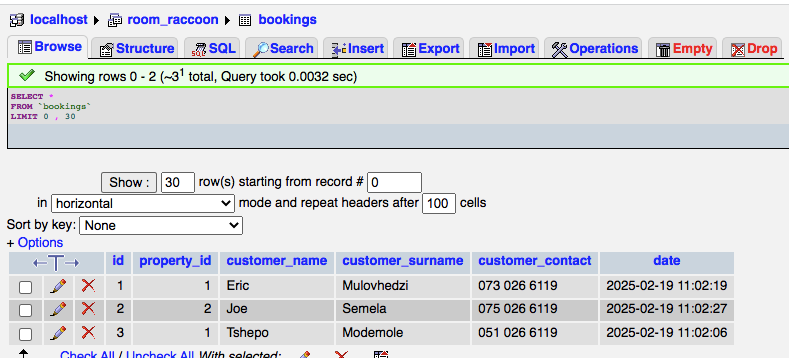 localhost room_raccoon bookings
Browse Structure SQL Search Insert Export Import Operations Empty Drop
Showing rows 0 - 2 (~3¹ total, Query took 0.0032 sec)
SELECT *
FROM `bookings`
LIMIT 0 , 30
Show : 30 row(s) starting from record # 0
in horizontal mode and repeat headers after 100 cells
Sort by key: None
+ Options
←T→ id property_id customer_name customer_surname customer_contact date
1 1 Eric Mulovhedzi 073 026 6119 2025-02-19 11:02:19
2 2 Joe Semela 075 026 6119 2025-02-19 11:02:27
3 1 Tshepo Modemole 051 026 6119 2025-02-19 11:02:06
Check All / Uncheck All With selected: